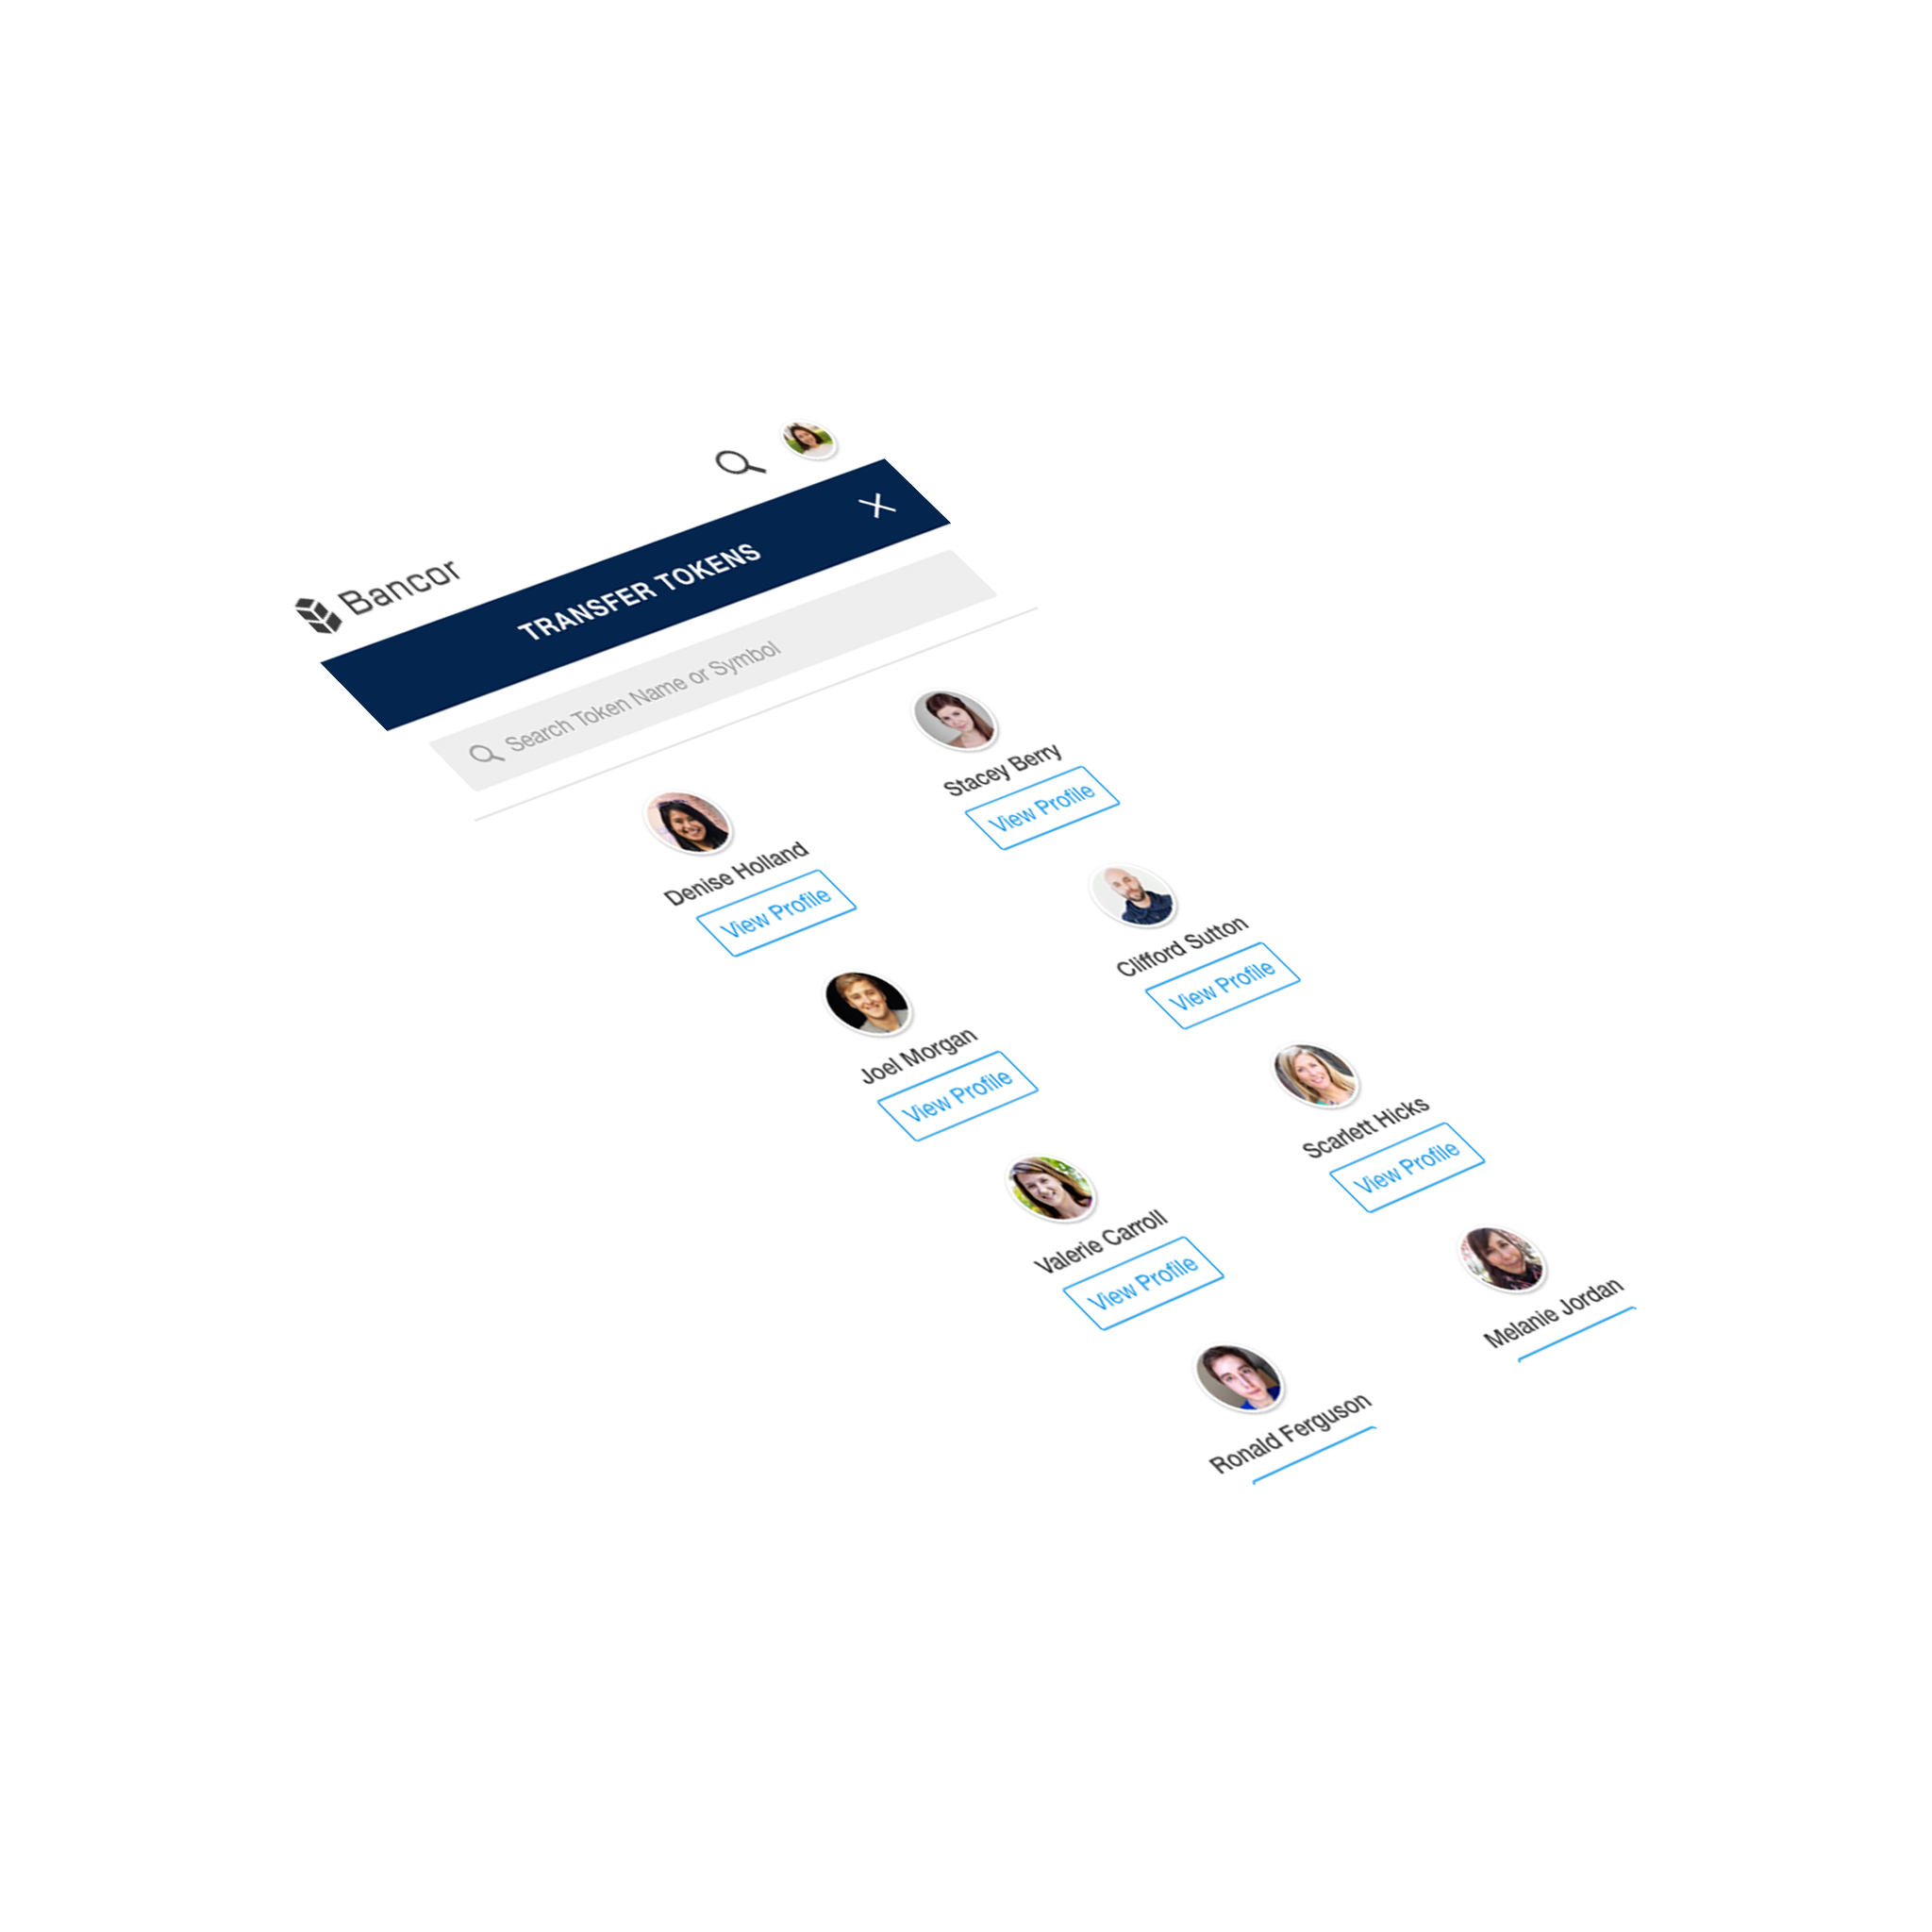 Bancor
TRANSFER TOKENS
Search Token Name or Symbol
Denise Holland
View Profile
Stacey Berry
View Profile
Joel Morgan
View Profile
Clifford Sutton
View Profile
Valerie Carroll
View Profile
Scarlett Hicks
View Profile
Ronald Ferguson
Melanie Jordan